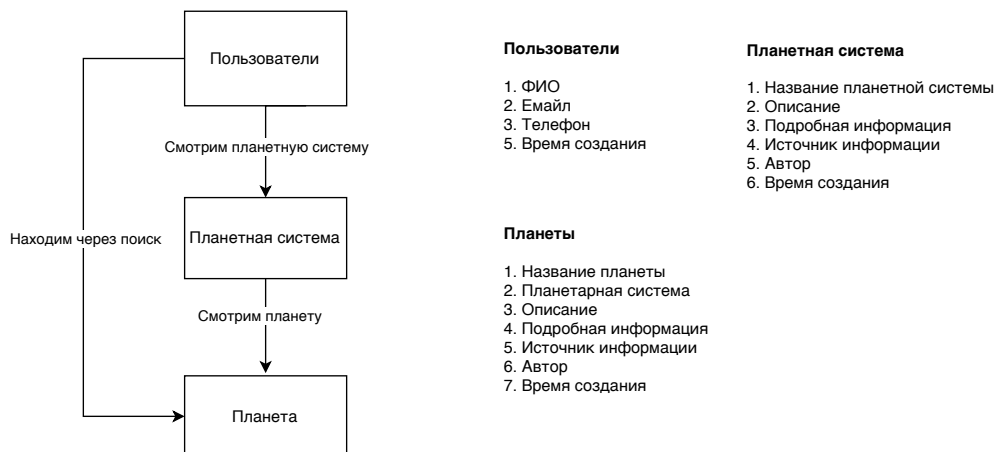 Пользователи
Смотрим планетную систему
Планетная система
Находим через поиск
Смотрим планету
Планета
Пользователи
1. ФИО
2. Емайл
3. Телефон
5. Время создания
Планетная система
1. Название планетной системы
2. Описание
3. Подробная информация
4. Источник информации
5. Автор
6. Время создания
Планеты
1. Название планеты
2. Планетарная система
3. Описание
4. Подробная информация
5. Источник информации
6. Автор
7. Время создания